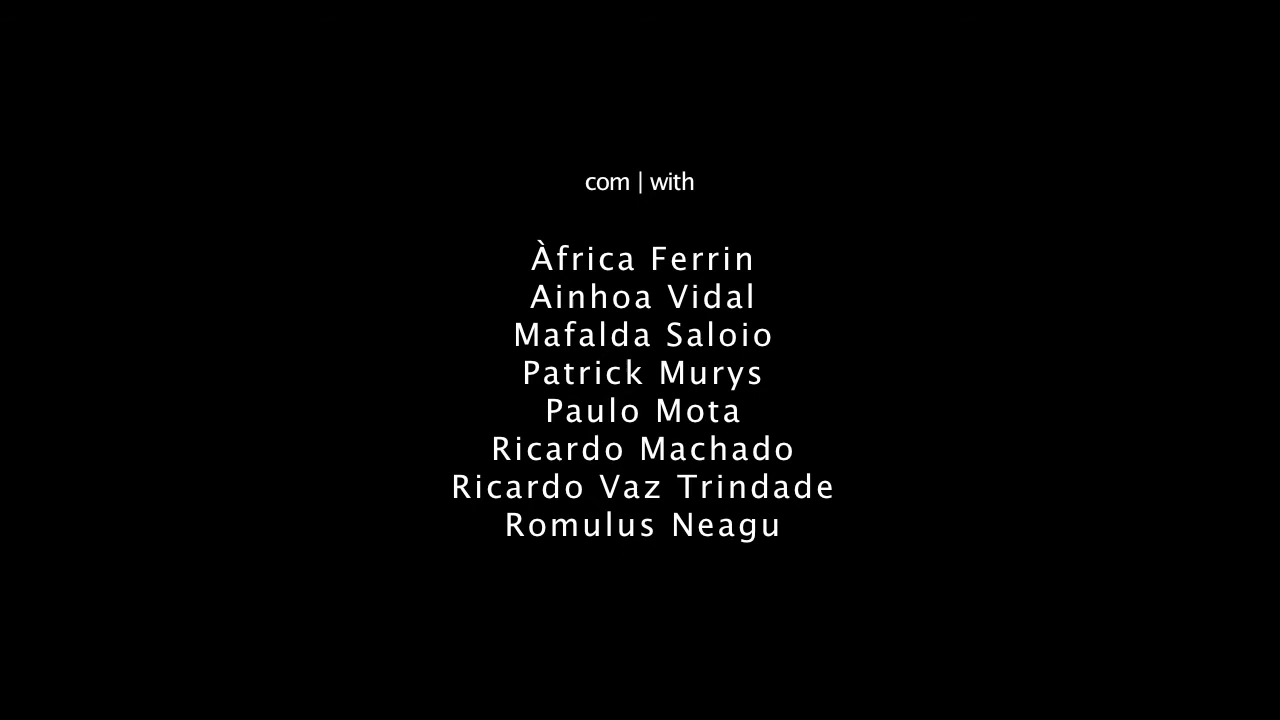 com | with
Àfrica Ferrin
Ainhoa Vidal
Mafalda Saloio
Patrick Murys
Paulo Mota
Ricardo Machado
Ricardo Vaz Trindade
Romulus Neagu